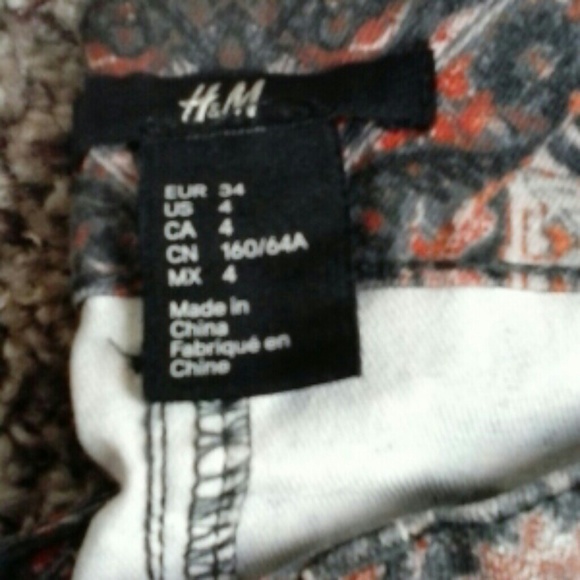 H&M
EUR 34
US 4
CA 4
CN 160/64A
MX 4
Made in
China
Fabriqué en
Chine